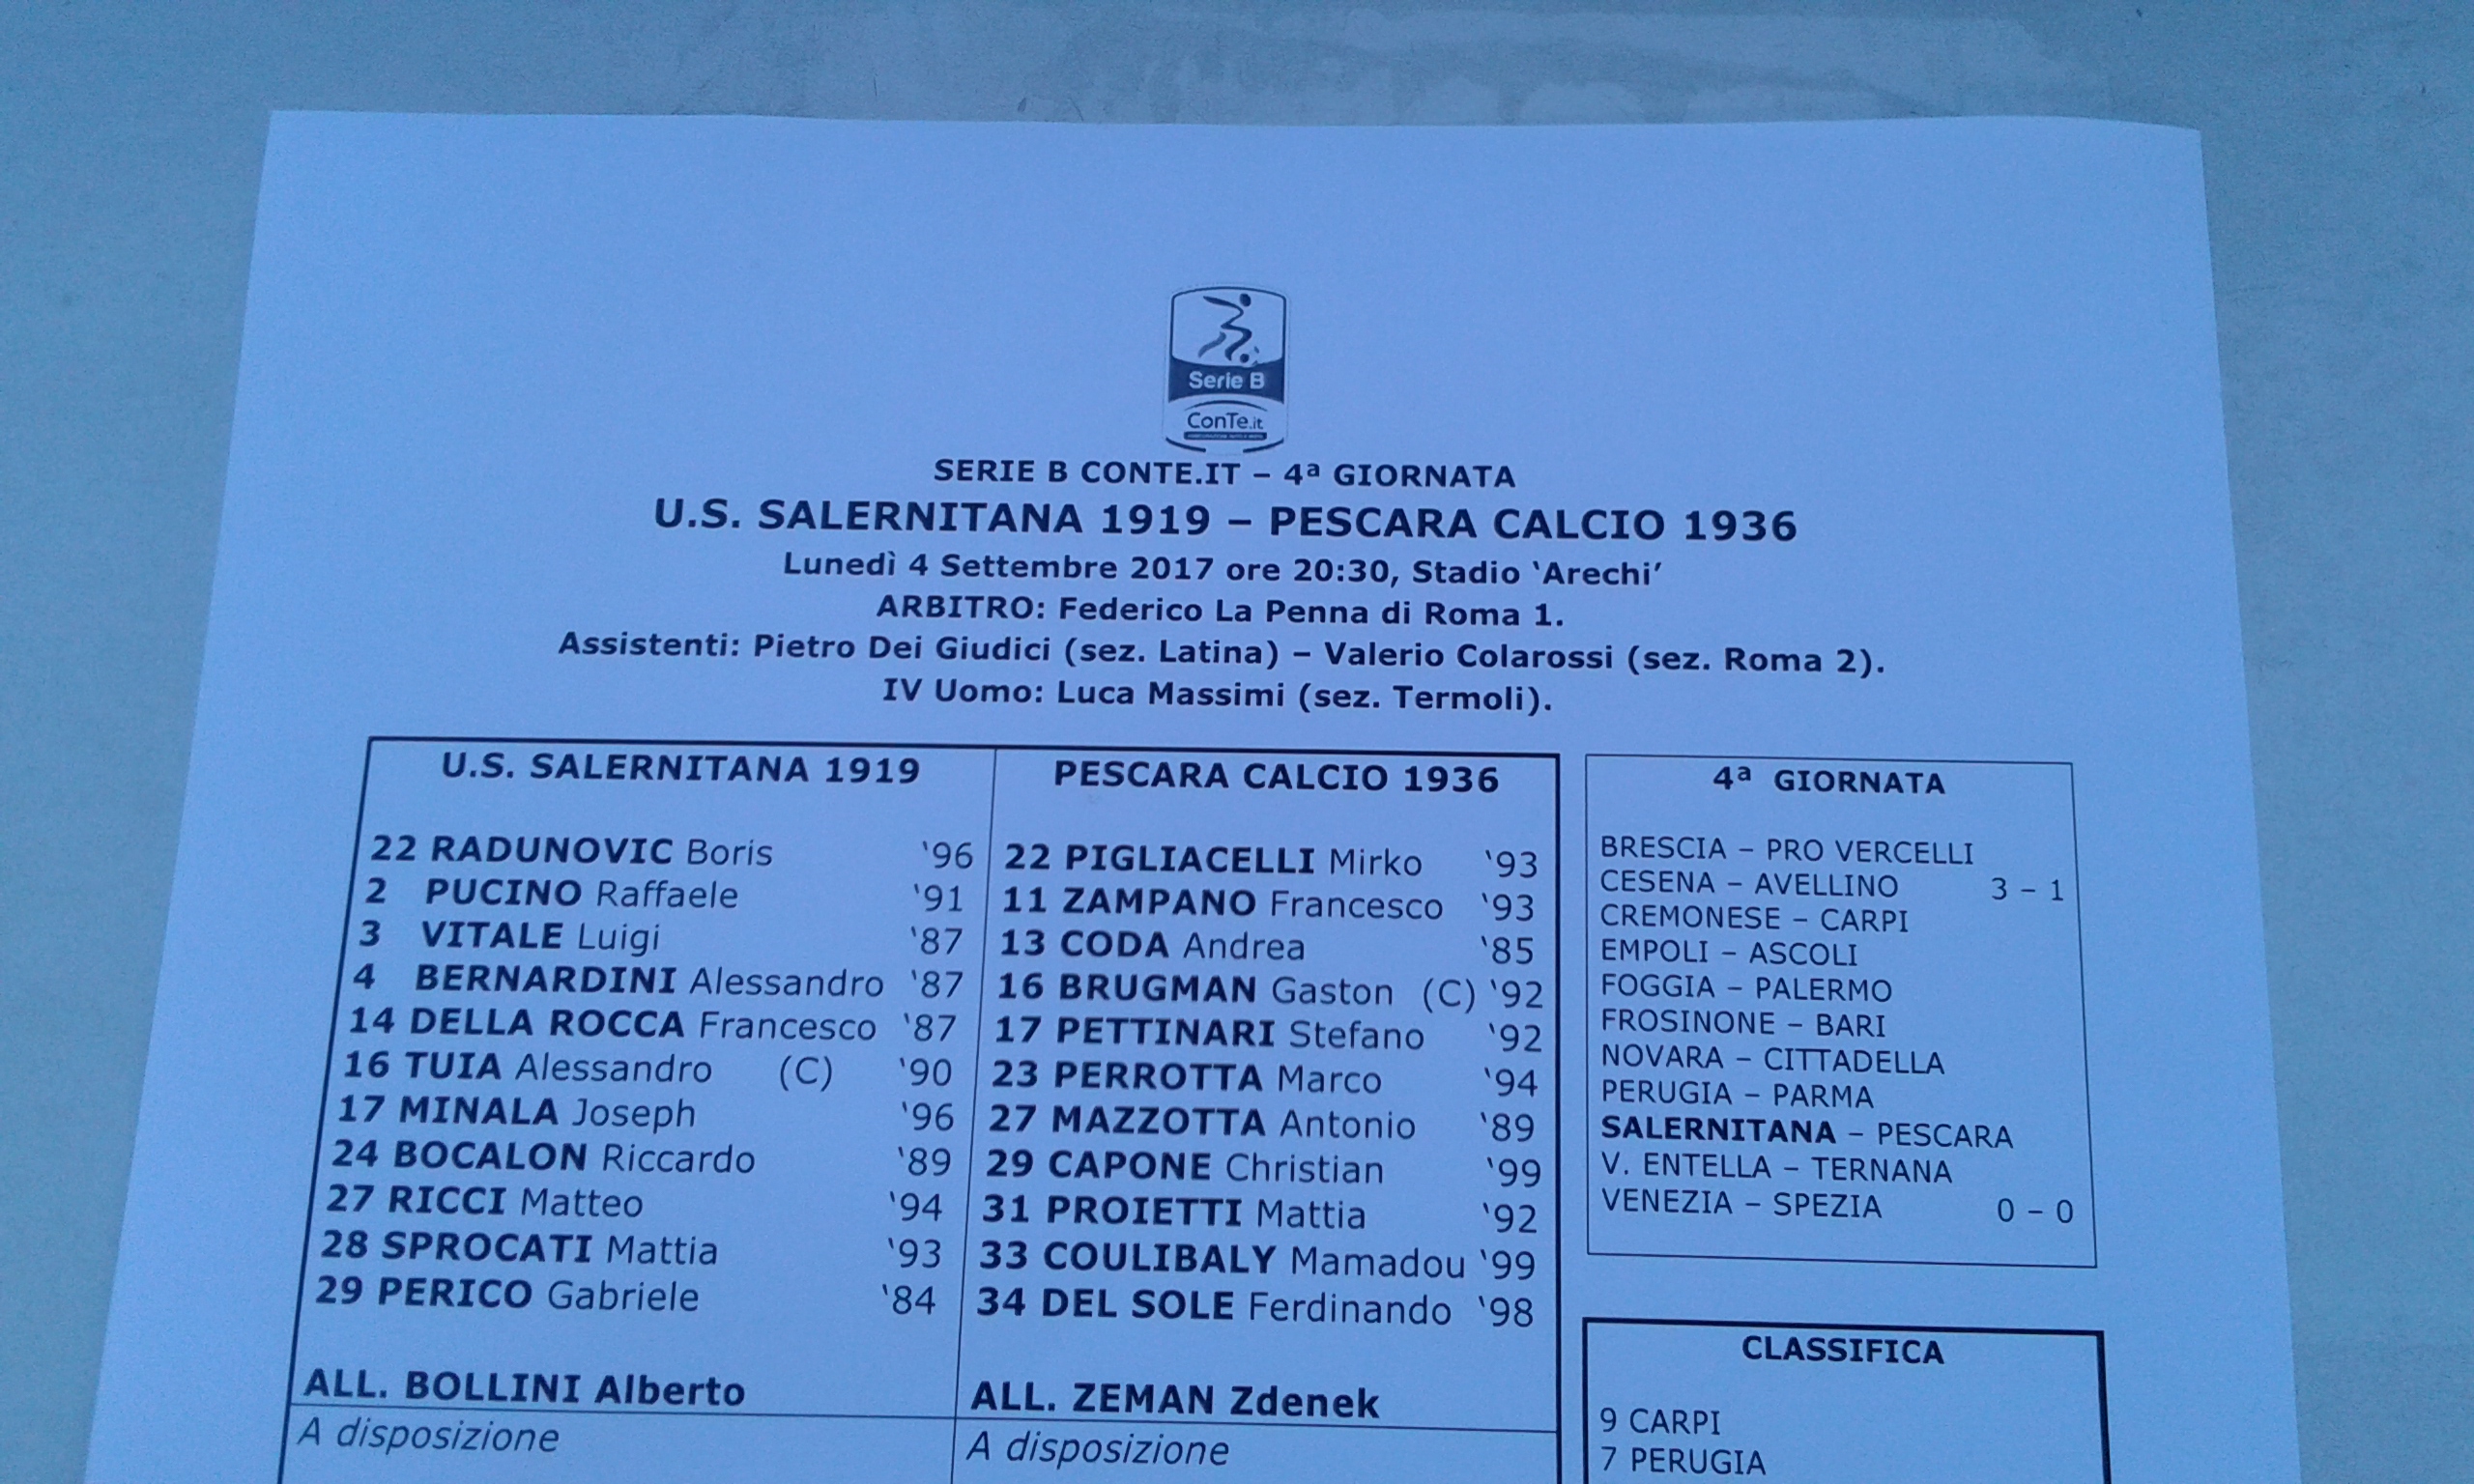 Serie B
ConTe.it
SERIE B CONTE.IT – 4ª GIORNATA
U.S. SALERNITANA 1919 – PESCARA CALCIO 1936
Lunedì 4 Settembre 2017 ore 20:30, Stadio ‘Arechi’
ARBITRO: Federico La Penna di Roma 1.
Assistenti: Pietro Dei Giudici (sez. Latina) – Valerio Colarossi (sez. Roma 2).
IV Uomo: Luca Massimi (sez. Termoli).
U.S. SALERNITANA 1919
22 RADUNOVIC Boris ‘96
2 PUCINO Raffaele ‘91
3 VITALE Luigi ‘87
4 BERNARDINI Alessandro ‘87
14 DELLA ROCCA Francesco ‘87
16 TUIA Alessandro (C) ‘90
17 MINALA Joseph ‘96
24 BOCALON Riccardo ‘89
27 RICCI Matteo ‘94
28 SPROCATI Mattia ‘93
29 PERICO Gabriele ‘84
ALL. BOLLINI Alberto
A disposizione
PESCARA CALCIO 1936
22 PIGLIACELLI Mirko ‘93
11 ZAMPANO Francesco ‘93
13 CODA Andrea ‘85
16 BRUGMAN Gaston (C) ‘92
17 PETTINARI Stefano ‘92
23 PERROTTA Marco ‘94
27 MAZZOTTA Antonio ‘89
29 CAPONE Christian ‘99
31 PROIETTI Mattia ‘92
33 COULIBALY Mamadou ‘99
34 DEL SOLE Ferdinando ‘98
ALL. ZEMAN Zdenek
A disposizione
4ª GIORNATA
BRESCIA – PRO VERCELLI
CESENA – AVELLINO 3 – 1
CREMONESE – CARPI
EMPOLI – ASCOLI
FOGGIA – PALERMO
FROSINONE – BARI
NOVARA – CITTADELLA
PERUGIA – PARMA
SALERNITANA – PESCARA
V. ENTELLA – TERNANA
VENEZIA – SPEZIA 0 – 0
CLASSIFICA
9 CARPI
7 PERUGIA